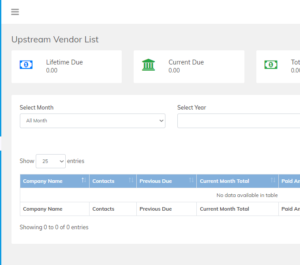 Upstream Vendor List
Lifetime Due
0.00
Current Due
0.00
Tot
0.00
Select Month
Select Year
All Month
Show 25 entries
Company Name Contacts Previous Due Current Month Total Paid Am
No data available in table
Company Name Contacts Previous Due Current Month Total Paid Am
Showing 0 to 0 of 0 entries